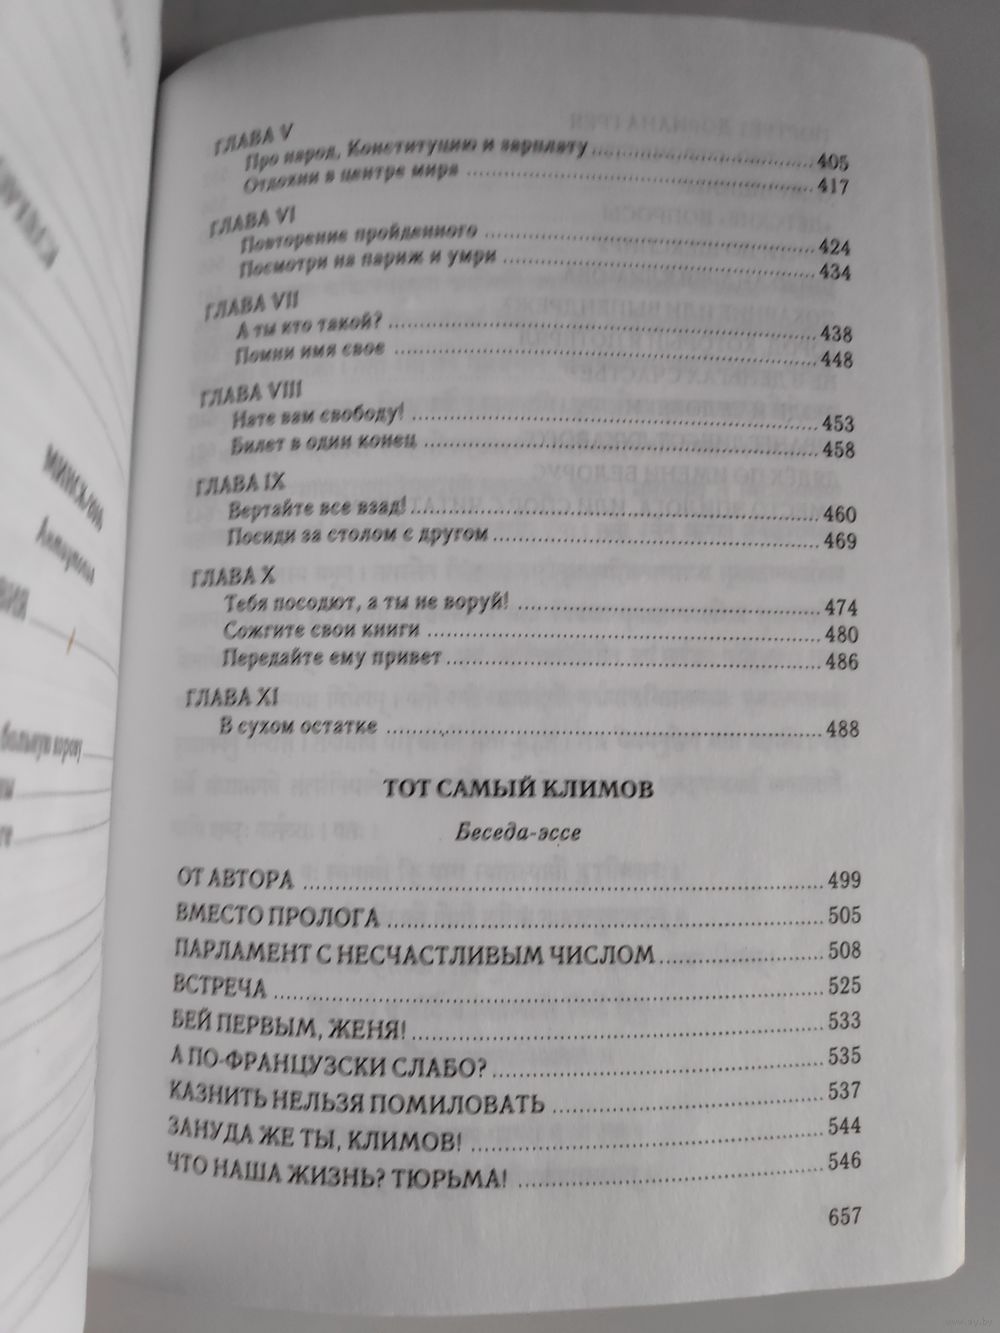 ГЛАВА V
Про народ, Конституцию и зарплату 405
Отдохни в центре мира 417
ГЛАВА VI
Повторение пройденного 424
Посмотри на париж и умри 434
ГЛАВА VII
А ты кто такой? 438
Помни имя свое 448
ГЛАВА VIII
Нате вам свободу! 453
Билет в один конец 458
ГЛАВА IX
Вертайте все взад! 460
Посиди за столом с другом 469
ГЛАВА X
Тебя посодют, а ты не воруй! 474
Сожгите свои книги 480
Передайте ему привет 486
ГЛАВА XI
В сухом остатке 488
ТОТ САМЫЙ КЛИМОВ
Беседа-эссе
ОТ АВТОРА 499
ВМЕСТО ПРОЛОГА 505
ПАРЛАМЕНТ С НЕСЧАСТЛИВЫМ ЧИСЛОМ 508
ВСТРЕЧА 525
БЕЙ ПЕРВЫМ, ЖЕНЯ! 533
А ПО-ФРАНЦУЗСКИ СЛАБО? 535
КАЗНИТЬ НЕЛЬЗЯ ПОМИЛОВАТЬ 537
ЗАНУДА ЖЕ ТЫ, КЛИМОВ! 544
ЧТО НАША ЖИЗНЬ? ТЮРЬМА! 546
657